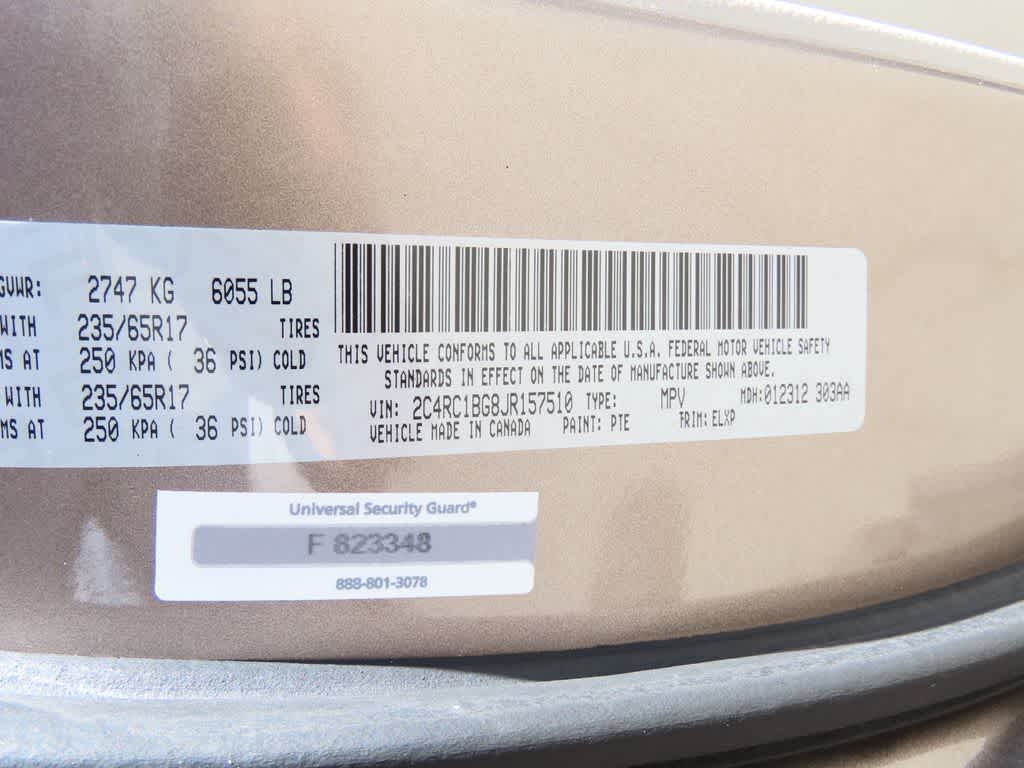 GVWR: 2747 KG 6055 LB
WITH 235/65R17 TIRES
MS AT 250 KPA ( 36 PSI) COLD
WITH 235/65R17 TIRES
MS AT 250 KPA ( 36 PSI) COLD
THIS VEHICLE CONFORMS TO ALL APPLICABLE U.S.A. FEDERAL MOTOR VEHICLE SAFETY
STANDARDS IN EFFECT ON THE DATE OF MANUFACTURE SHOWN ABOVE.
VIN: 2C4RC1BG8JR157510 TYPE: MPV MDH:012312 303AA
VEHICLE MADE IN CANADA PAINT: PTE TRIM: ELXP
Universal Security Guard®
F 823348
888-801-3078